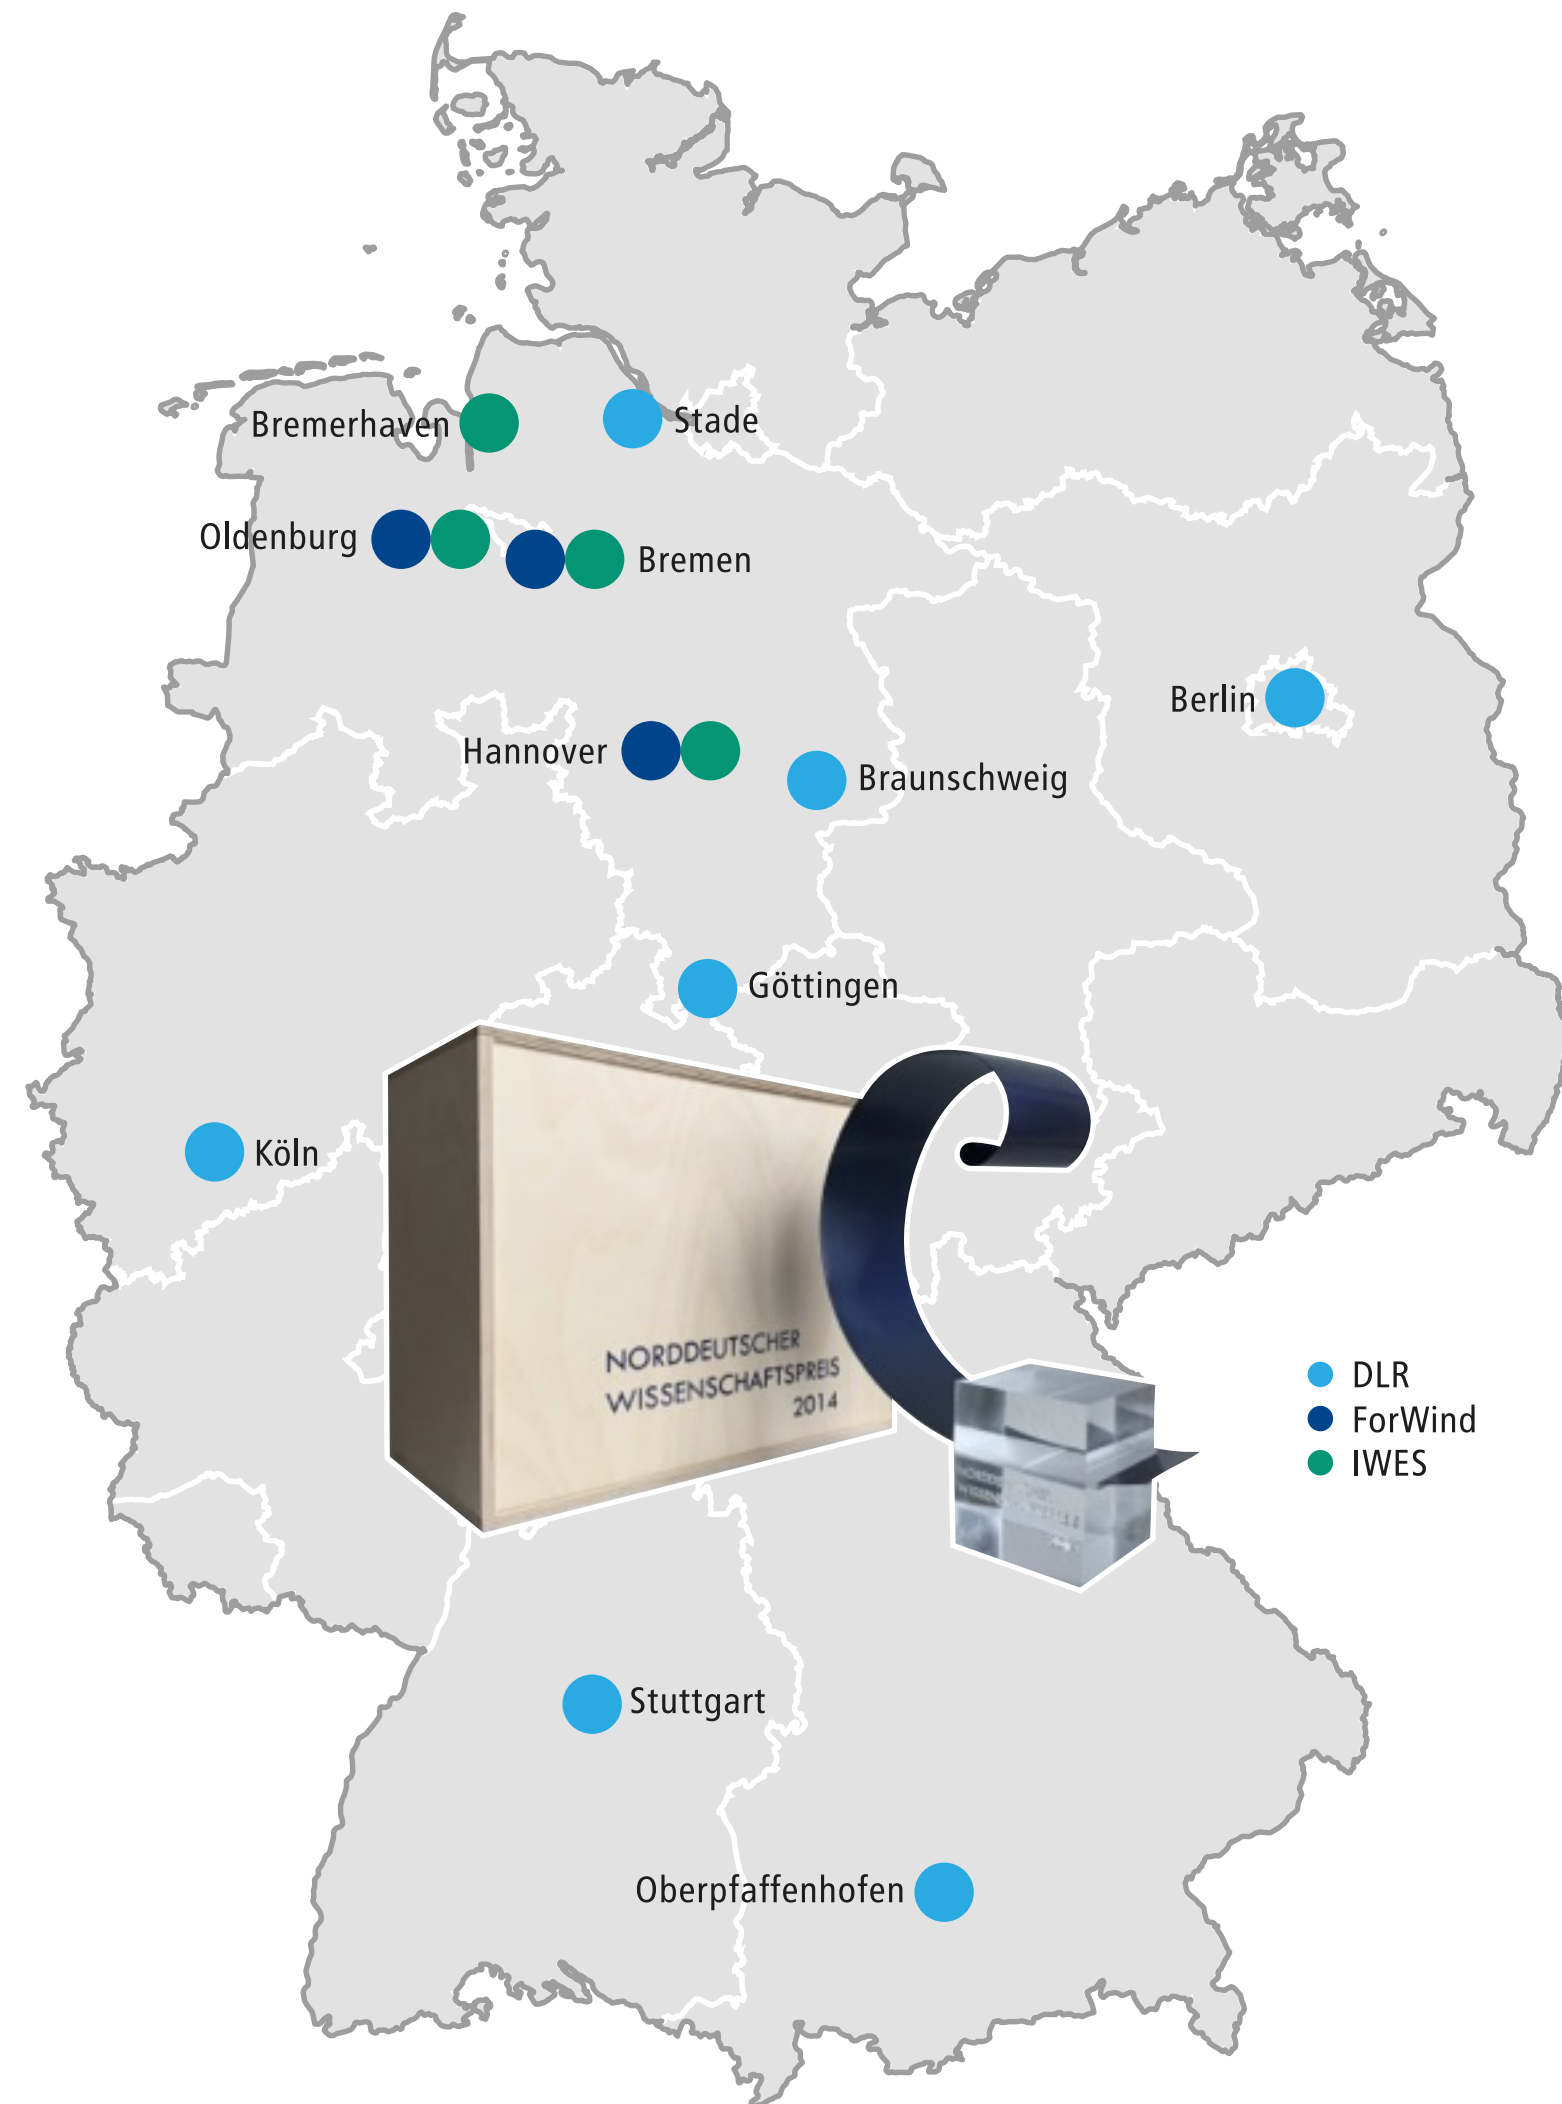 Bremerhaven
Stade
Oldenburg
Bremen
Berlin
Hannover
Braunschweig
Göttingen
Köln
NORDDEUTSCHER
WISSENSCHAFTSPREIS
2014
DLR
ForWind
IWES
Stuttgart
Oberpfaffenhofen